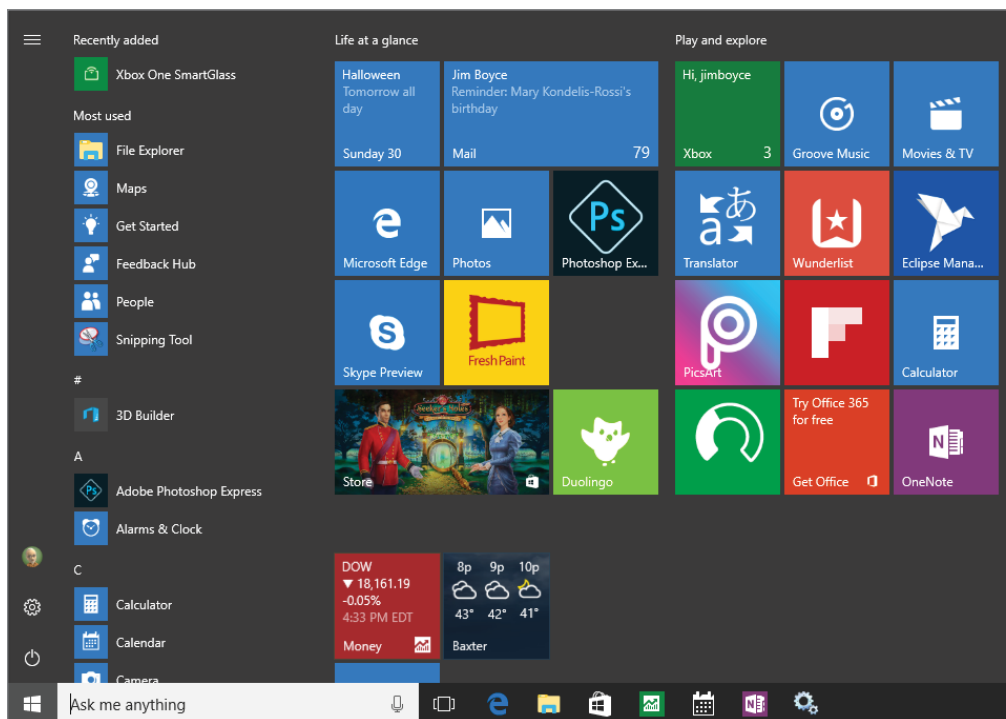 Recently added
Xbox One SmartGlass
Most used
File Explorer
Maps
Get Started
Feedback Hub
People
Snipping Tool
#
3D Builder
A
Adobe Photoshop Express
Alarms & Clock
C
Calculator
Calendar
Camera
Life at a glance
Halloween
Tomorrow all
day
Sunday 30
Jim Boyce
Reminder: Mary Kondelis-Rossi's
birthday
Mail 79
Microsoft Edge
Photos
Ps
Photoshop Ex...
Skype Preview
Fresh Paint
Store
Duolingo
DOW
▼ 18,161.19
-0.05%
4:33 PM EDT
Money
8p 9p 10p
43° 42° 41°
Baxter
Play and explore
Hi, jimboyce
Xbox 3
Groove Music
Movies & TV
a あ
Translator
Wunderlist
Eclipse Mana...
PicsArt
Calculator
Try Office 365
for free
Get Office
N
OneNote
Ask me anything